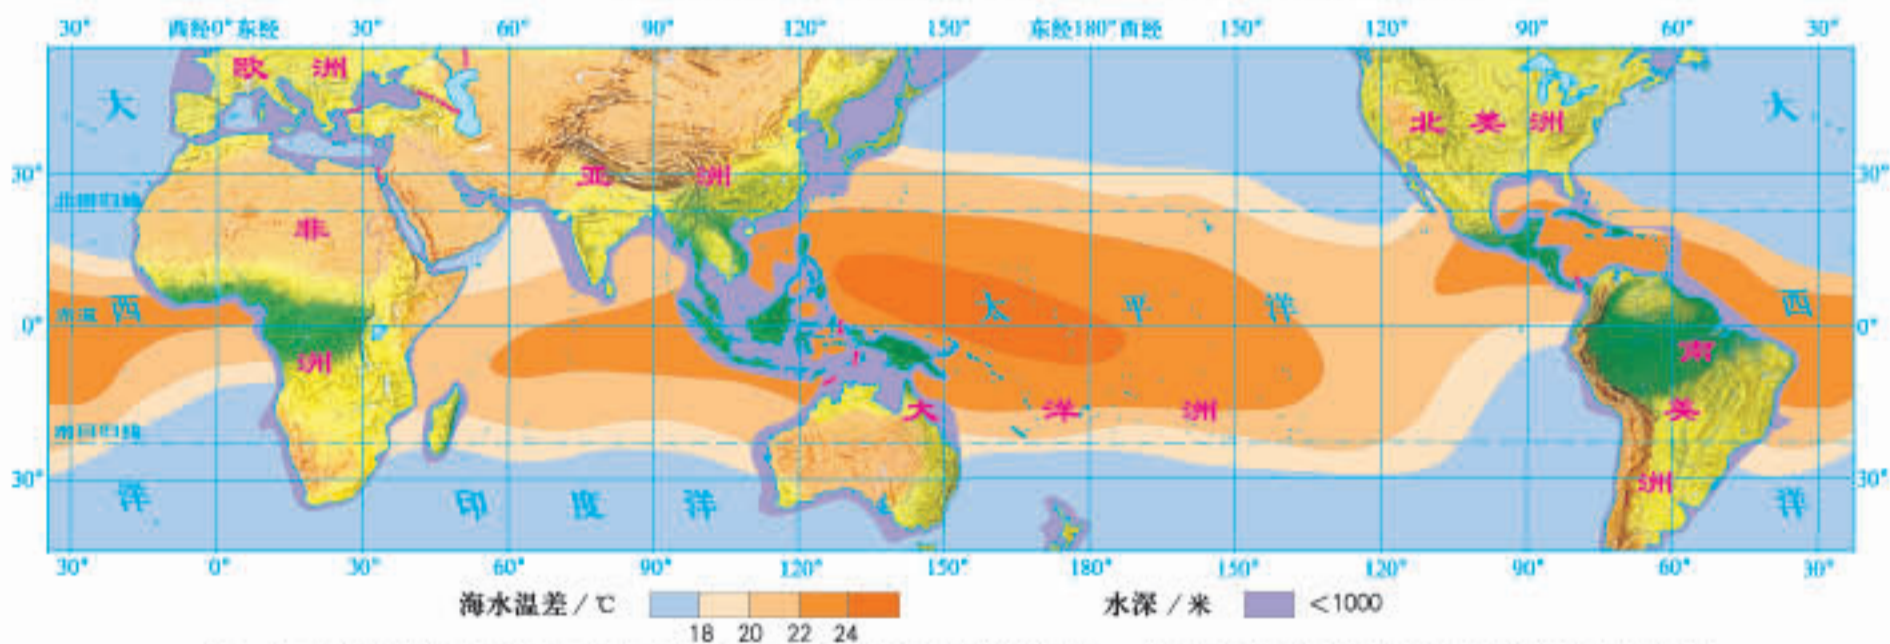 30° 西经0°东经 30° 60° 90° 120° 150° 东经180°西经 150° 120° 90° 60° 30°
欧 洲
大 大
北 美 洲
30° 亚 洲 30°
北回归线
非
赤道 西 太 平 洋 西
0° 0°
洲 南
大 洋 洲 美
南回归线
30° 洲 30°
洋 印 度 洋 洋
30° 0° 30° 60° 90° 120° 150° 180° 150° 120° 90° 60° 30°
海水温差/℃ 水深/米 <1000
18 20 22 24